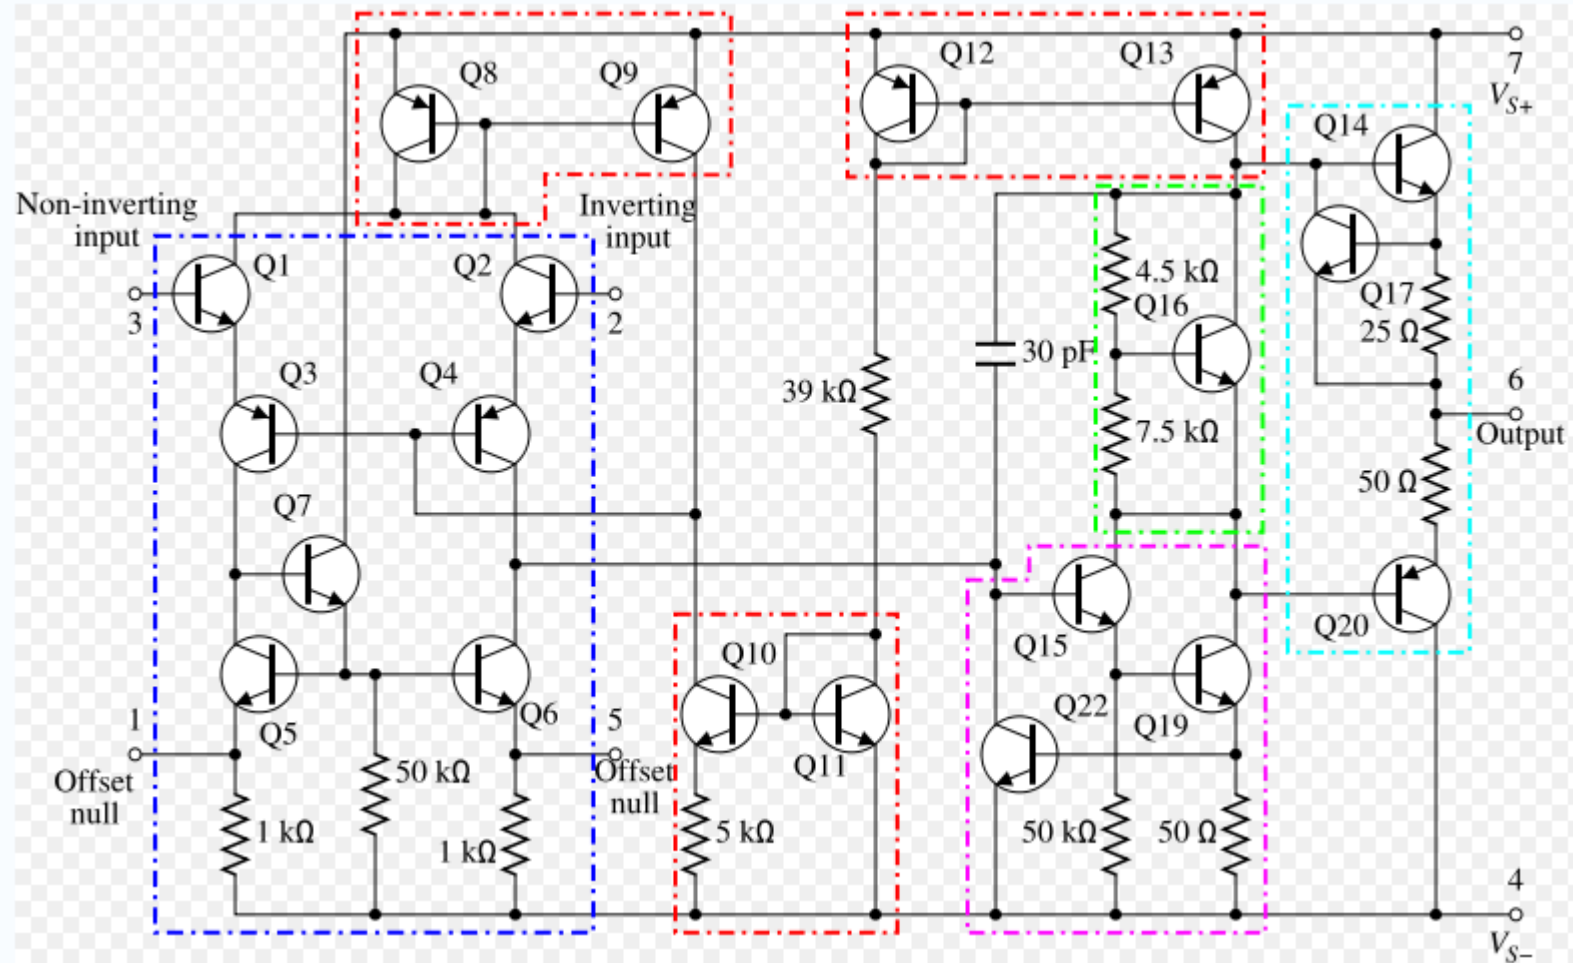 Q8
Q9
Q12
Q13
7
V_S+
Q14
Non-inverting
input
Inverting
input
Q1
Q2
3
2
4.5 kΩ
Q16
Q17
25 Ω
30 pF
Q3
Q4
39 kΩ
6
Output
7.5 kΩ
50 Ω
Q7
Q15
Q20
Q10
Q22
Q19
1
Q5
Q6
5
Offset
null
50 kΩ
Offset
null
Q11
1 kΩ
1 kΩ
5 kΩ
50 kΩ
50 Ω
4
V_S−